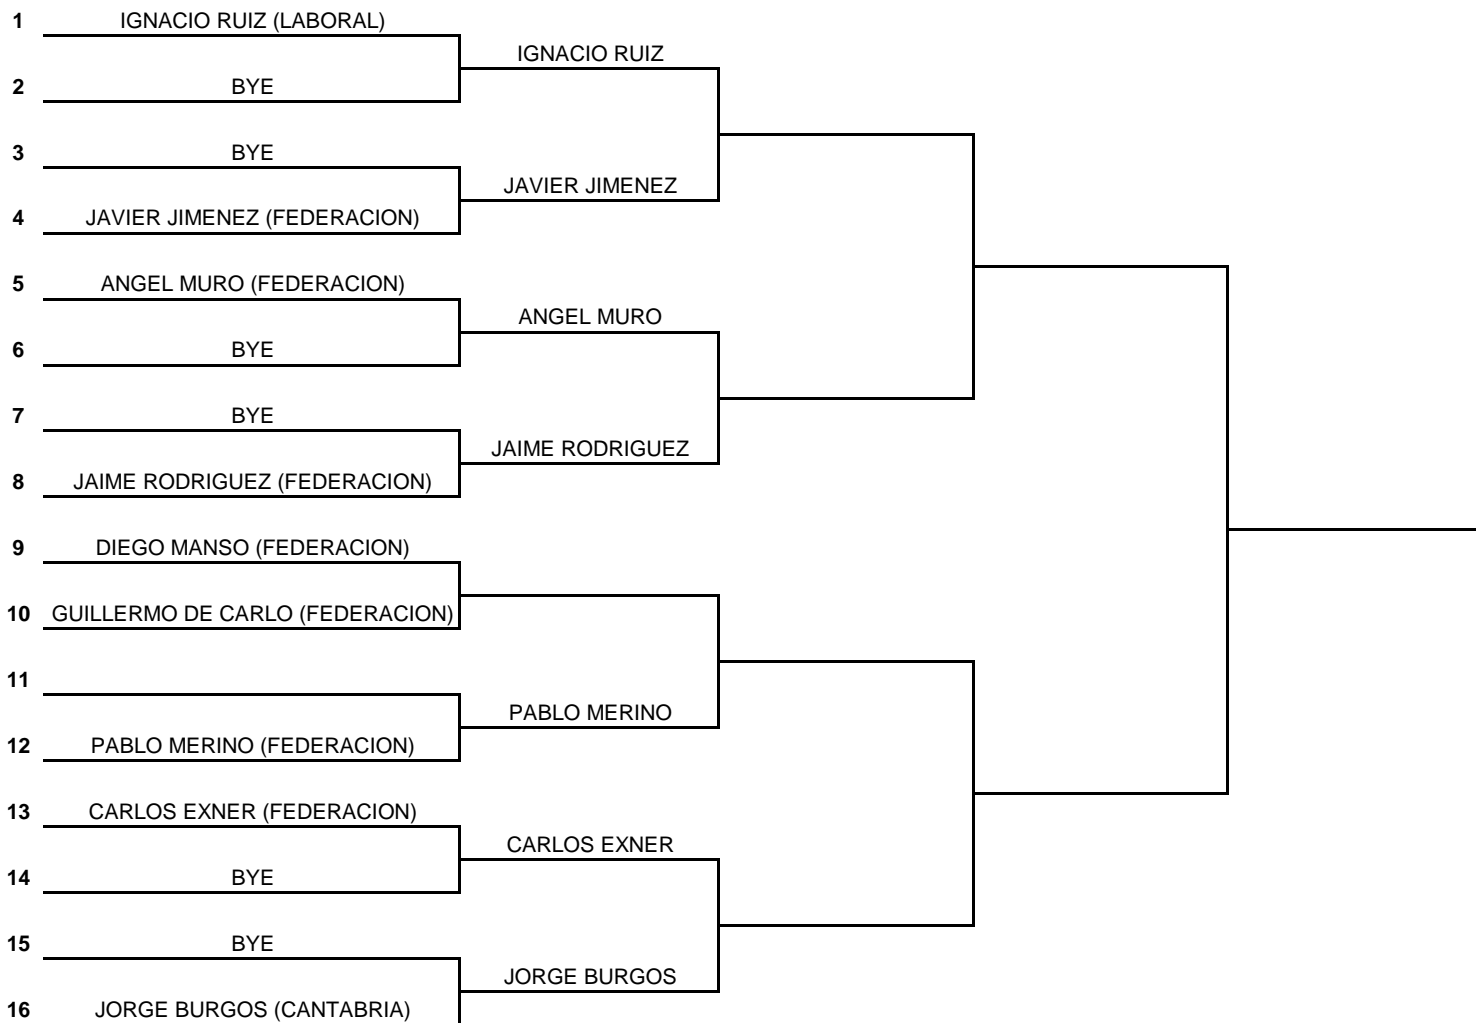 1 IGNACIO RUIZ (LABORAL)
IGNACIO RUIZ
2 BYE
3 BYE
JAVIER JIMENEZ
4 JAVIER JIMENEZ (FEDERACION)
5 ANGEL MURO (FEDERACION)
ANGEL MURO
6 BYE
7 BYE
JAIME RODRIGUEZ
8 JAIME RODRIGUEZ (FEDERACION)
9 DIEGO MANSO (FEDERACION)
10 GUILLERMO DE CARLO (FEDERACION)
11
PABLO MERINO
12 PABLO MERINO (FEDERACION)
13 CARLOS EXNER (FEDERACION)
CARLOS EXNER
14 BYE
15 BYE
JORGE BURGOS
16 JORGE BURGOS (CANTABRIA)